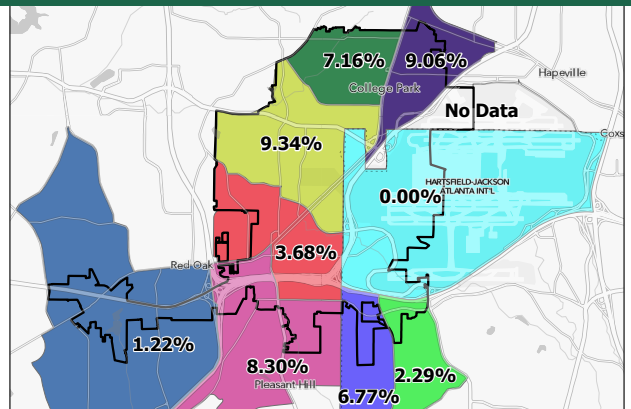 7.16%
9.06%
Hapeville
College Park
No Data
9.34%
Coxs
HARTSFIELD-JACKSON
ATLANTA INT'L
0.00%
3.68%
Red Oak
1.22%
8.30%
2.29%
Pleasant Hill
6.77%